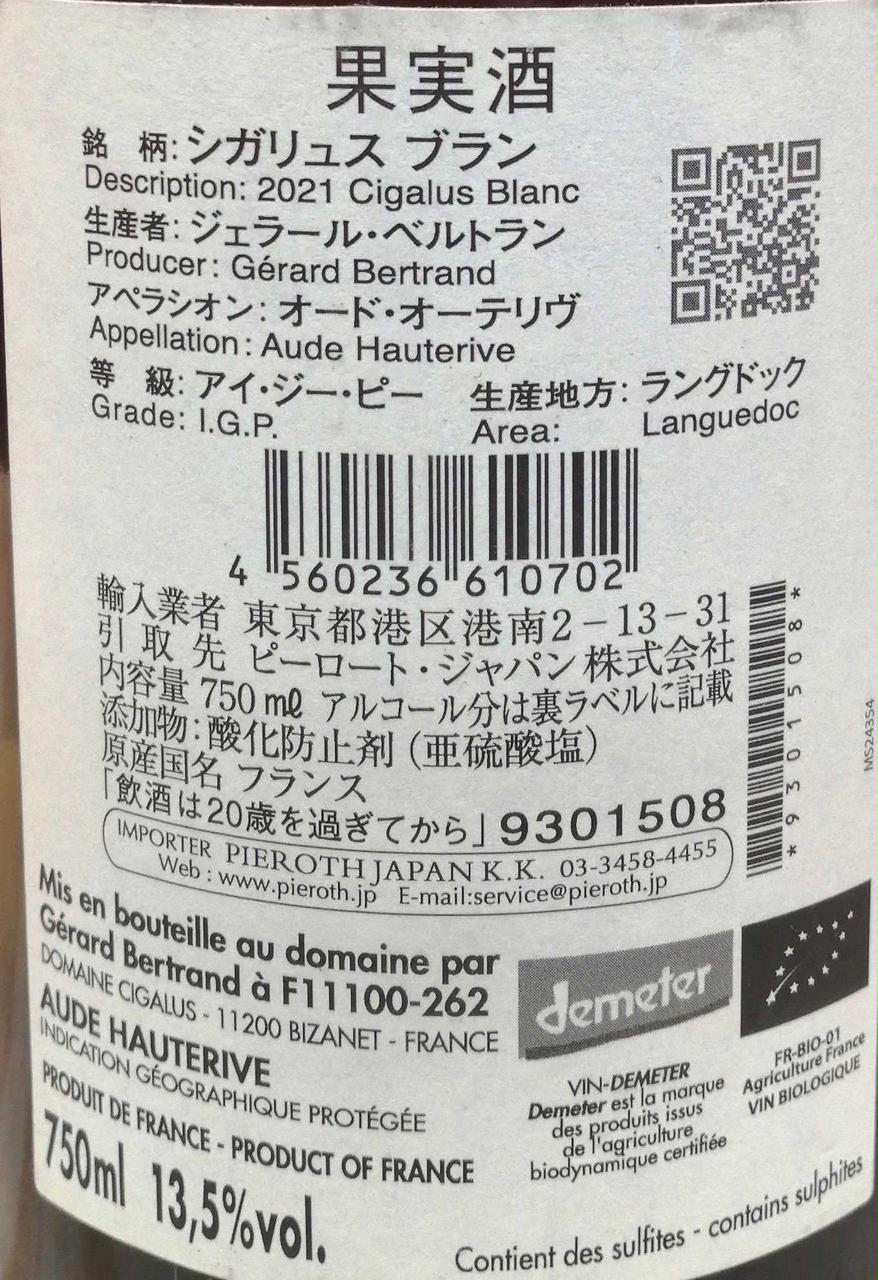 果実酒
銘 柄: シガリュス ブラン
Description: 2021 Cigalus Blanc
生産者: ジェラール・ベルトラン
Producer: Gérard Bertrand
アペラシオン: オード・オーテリヴ
Appellation: Aude Hauterive
等 級: アイ・ジー・ピー 生産地方: ラングドック
Grade: I.G.P. Area: Languedoc
4 560236 610702
輸入業者 東京都港区港南2-13-31
引取先 ピーロート・ジャパン株式会社
内容量 750㎖ アルコール分は裏ラベルに記載
添加物: 酸化防止剤 (亜硫酸塩)
原産国名 フランス
「飲酒は20歳を過ぎてから」9301508
IMPORTER PIEROTH JAPAN K.K. 03-3458-4455
Web : www.pieroth.jp E-mail:service@pieroth.jp
*9301508*
MS24354
Mis en bouteille au domaine par
Gérard Bertrand à F11100-262
DOMAINE CIGALUS - 11200 BIZANET - FRANCE
AUDE HAUTERIVE
INDICATION GÉOGRAPHIQUE PROTÉGÉE
PRODUIT DE FRANCE - PRODUCT OF FRANCE
750ml 13,5%vol.
demeter
VIN-DEMETER
Demeter est la marque
des produits issus
de l'agriculture
biodynamique certifiée
FR-BIO-01
Agriculture France
VIN BIOLOGIQUE
Contient des sulfites - contains sulphites